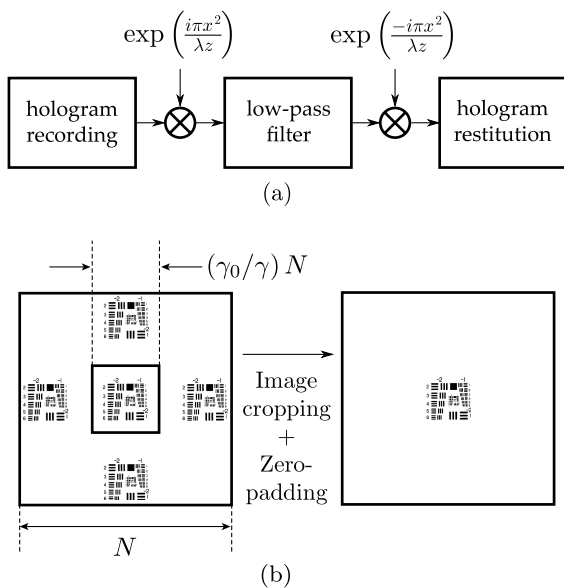 exp (iπx²/λz)
exp (−iπx²/λz)
hologram
recording
low-pass
filter
hologram
restitution
(a)
(γ₀/γ) N
Image
cropping
+
Zero-
padding
N
(b)